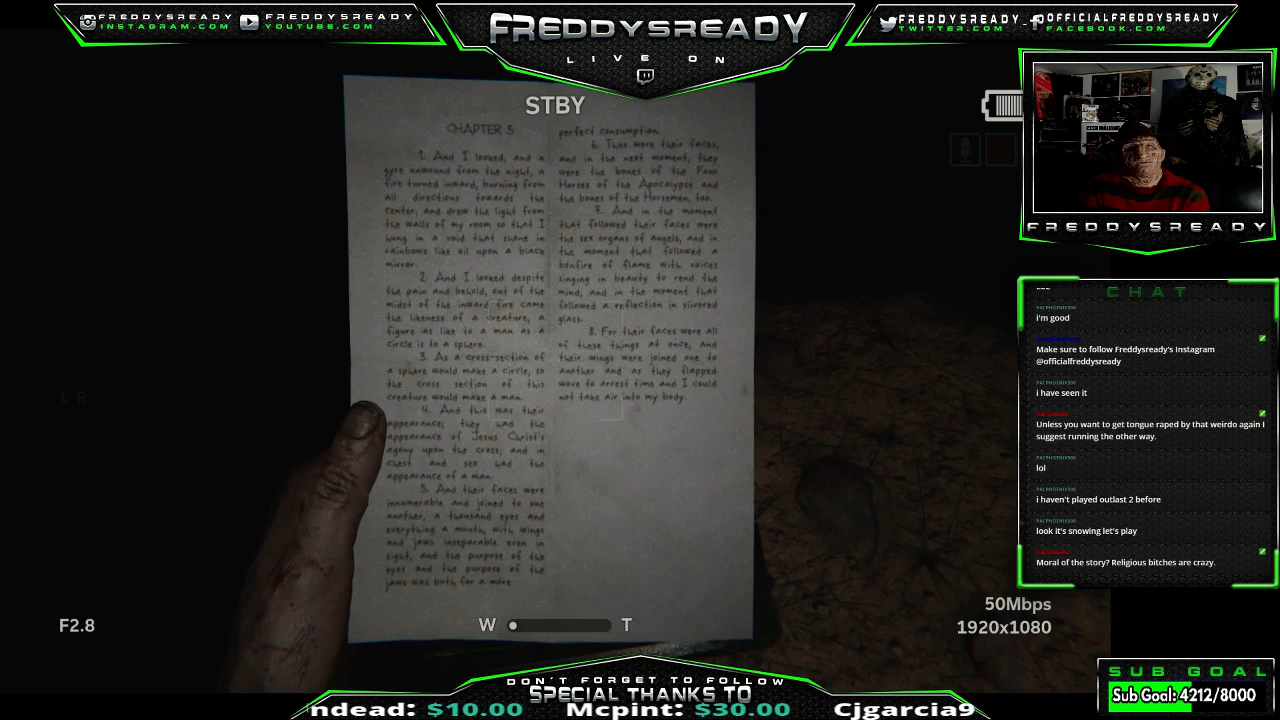 FREDDYSREADY
INSTAGRAM.COM
FREDDYSREADY
YOUTUBE.COM
FREDDYSREADY
LIVE ON
FREDDYSREADY
TWITTER.COM
OFFICIALFREDDYSREADY
FACEBOOK.COM
STBY
CHAPTER 5
1. And I looked, and a
gyre unwound from the night, a
fire turned inward, burning from
all directions towards the
center, and drew the light from
the walls of my room so that I
hung in a void that shone in
rainbows like oil upon a black
mirror.
2. And I looked despite
the pain and behold, out of the
midst of the inward fire came
the likeness of a creature, a
figure as like to a man as a
circle is to a sphere.
3. As a cross-section of
a sphere would make a circle, so
the cross section of this
creature would make a man.
4. And this was their
appearance; they had the
appearance of Jesus Christ's
agony upon the cross, and in
chest and sex had the
appearance of a man.
5. And their faces were
innumerable and joined to one
another, a thousand eyes and
everything a mouth, with wings
and jaws inseparable even in
sight, and the purpose of the
eyes and the purpose of the
jaws was both for a more
perfect consumption.
6. Thus were their faces,
and in the next moment, they
were the bones of the Four
Horses of the Apocalypse and
the bones of the Horsemen, too.
7. And in the moment
that followed their faces were
the sex organs of angels, and in
the moment that followed a
bonfire of flame with voices
singing in beauty to rend the
mind, and in the moment that
followed a reflection in slivered
glass.
8. For their faces were all
of these things at once, and
their wings were joined one to
another and as they flapped
wove to arrest time and I could
not take air into my body.
L R
F2.8
W T
50Mbps
1920x1080
FREDDYSREADY
CHAT
PACPHOENIX300
i'm good
Make sure to follow Freddysready's Instagram
@officialfreddysready
PACPHOENIX300
i have seen it
Unless you want to get tongue raped by that weirdo again I
suggest running the other way.
PACPHOENIX300
lol
PACPHOENIX300
i haven't played outlast 2 before
PACPHOENIX300
look it's snowing let's play
Moral of the story? Religious bitches are crazy.
DON'T FORGET TO FOLLOW
SPECIAL THANKS TO
ndead: $10.00 Mcpint: $30.00 Cjgarcia9
SUB GOAL
Sub Goal: 4212/8000